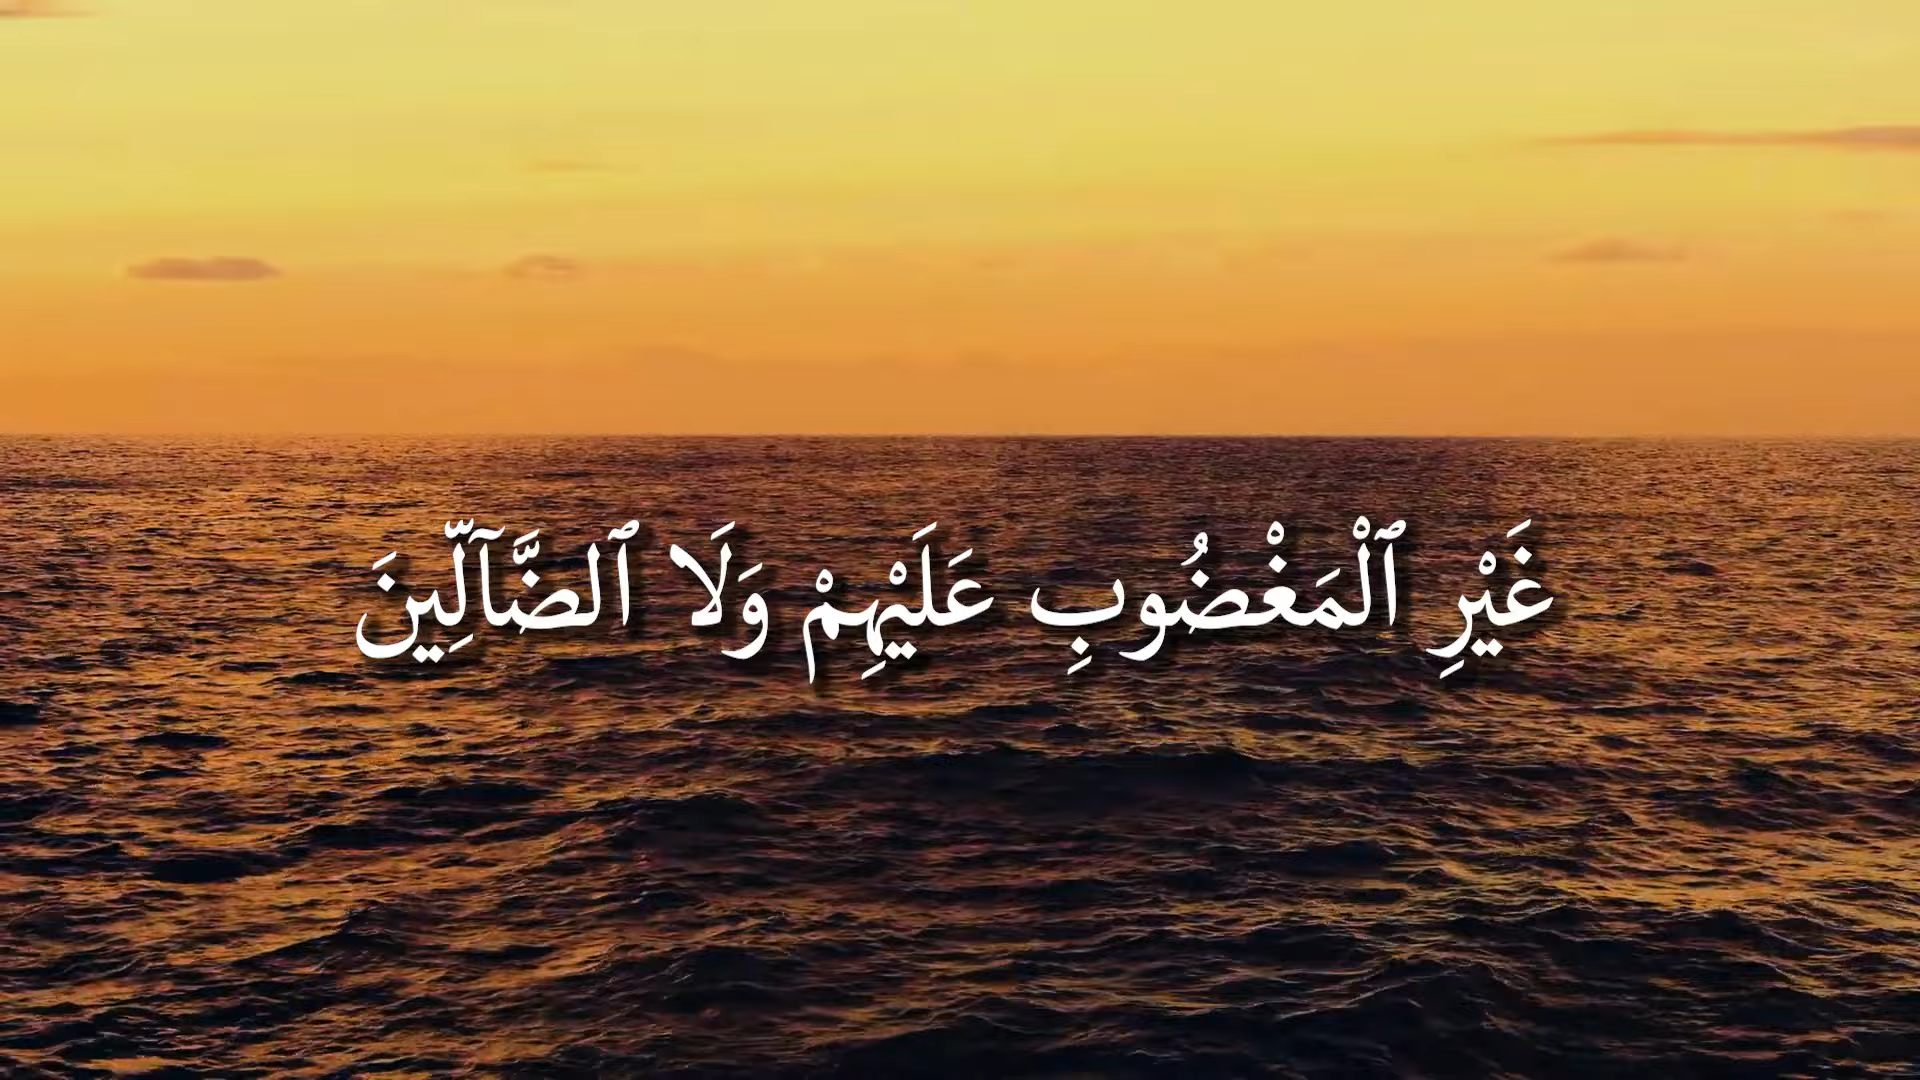 غَيْرِ ٱلْمَغْضُوبِ عَلَيْهِمْ وَلَا ٱلضَّآلِّينَ